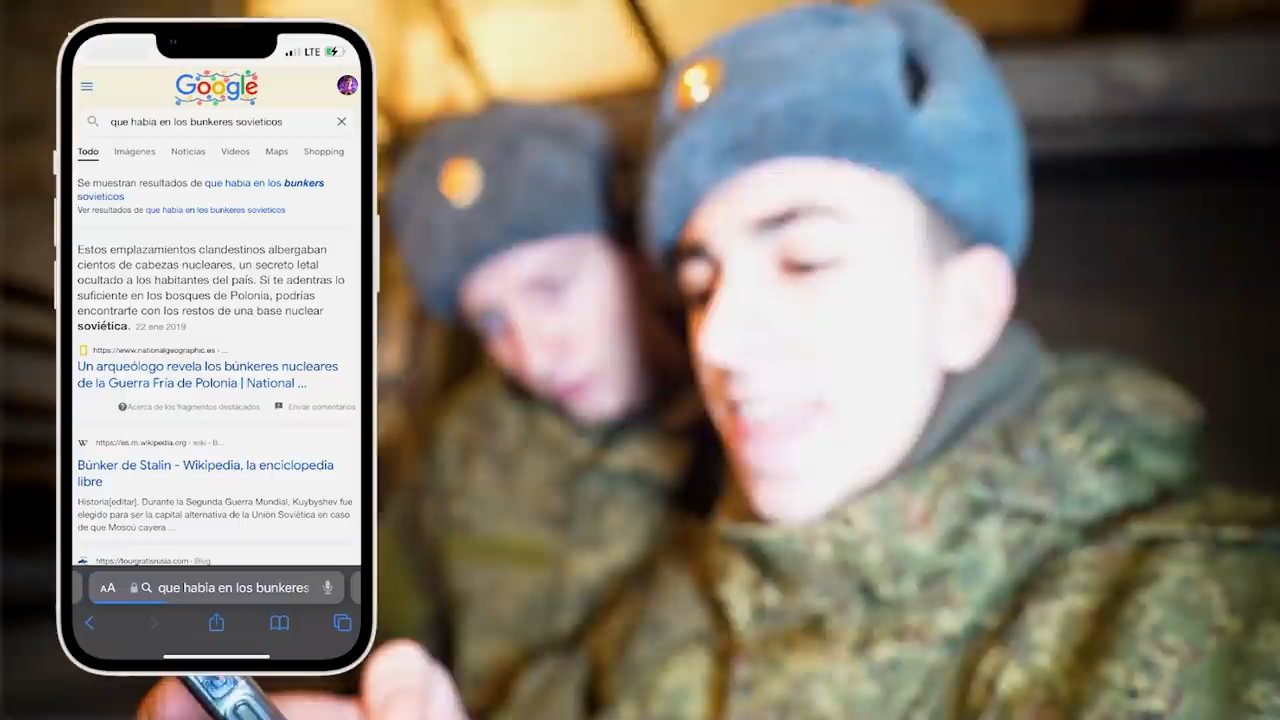 LTE
Google
que habia en los bunkeres sovieticos
Todo Imágenes Noticias Videos Maps Shopping
Se muestran resultados de que habia en los bunkers
sovieticos
Ver resultados de que habia en los bunkeres sovieticos
Estos emplazamientos clandestinos albergaban
cientos de cabezas nucleares, un secreto letal
ocultado a los habitantes del país. Si te adentras lo
suficiente en los bosques de Polonia, podrías
encontrarte con los restos de una base nuclear
soviética. 22 ene 2019
https://www.nationalgeographic.es › ...
Un arqueólogo revela los búnkeres nucleares
de la Guerra Fría de Polonia | National ...
Acerca de los fragmentos destacados Enviar comentarios
W https://es.m.wikipedia.org › wiki › B...
Búnker de Stalin - Wikipedia, la enciclopedia
libre
Historia[editar]. Durante la Segunda Guerra Mundial, Kuybyshev fue
elegido para ser la capital alternativa de la Unión Soviética en caso
de que Moscú cayera ...
https://tourgratisrusia.com › Blog
AA que habia en los bunkeres